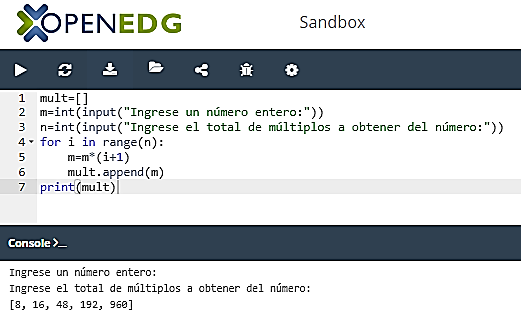 OPENEDG
Sandbox
1 mult=[]
2 m=int(input("Ingrese un número entero:"))
3 n=int(input("Ingrese el total de múltiplos a obtener del número:"))
4 for i in range(n):
5     m=m*(i+1)
6     mult.append(m)
7 print(mult)
Console >_
Ingrese un número entero:
Ingrese el total de múltiplos a obtener del número:
[8, 16, 48, 192, 960]